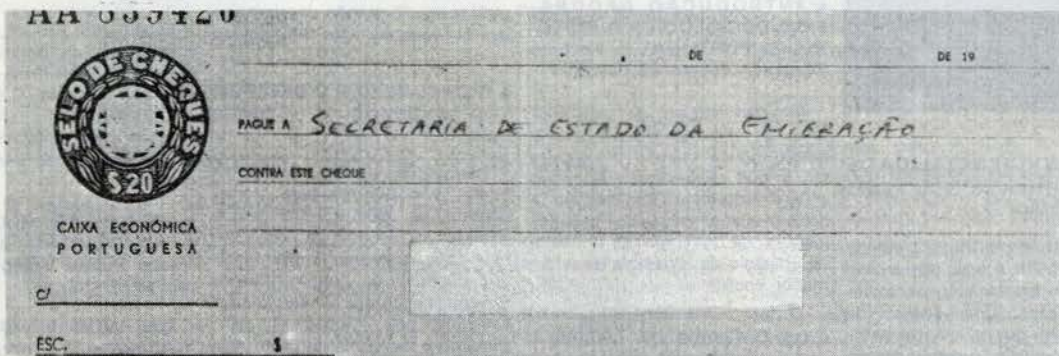 AA 059420
SELO DE CHEQUES
$20
CAIXA ECONÓMICA
PORTUGUESA
DE DE 19
PAGUE A SECRETARIA DE ESTADO DA EMIGRAÇÃO
CONTRA ESTE CHEQUE
C/
ESC. $